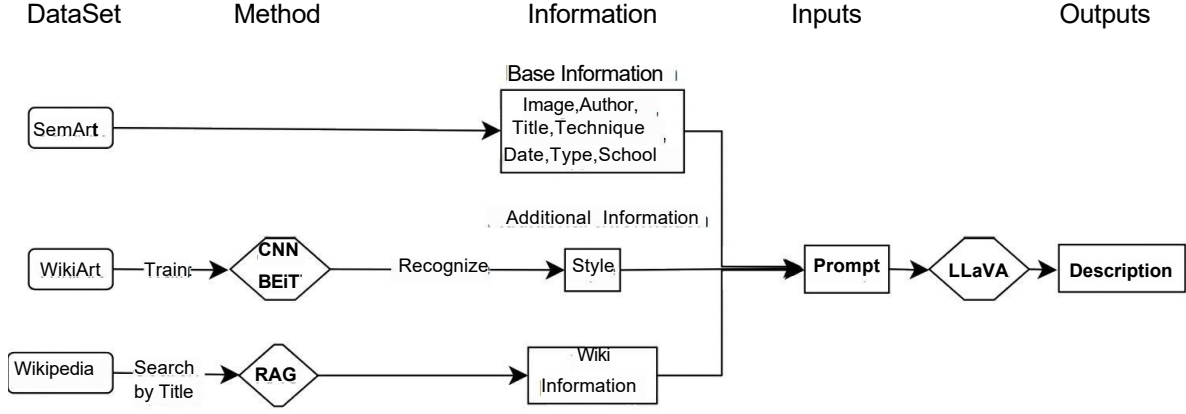 DataSet Method Information Inputs Outputs
Base Information
SemArt
Image,Author,
Title,Technique,
Date,Type,School
Additional Information
WikiArt
Train
CNN
BEiT
Recognize
Style
Prompt
LLaVA
Description
Wikipedia
Search
by Title
RAG
Wiki
Information